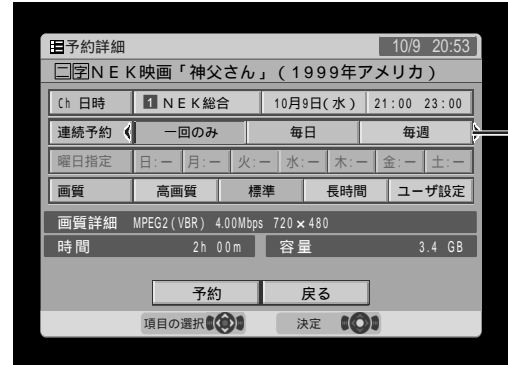 予約詳細 10/9 20:53
二字NEK映画「神父さん」(1999年アメリカ)
Ch 日時 1 NEK総合 10月9日(水) 21:00 23:00
連続予約 一回のみ 毎日 毎週
曜日指定 日:ー 月:ー 火:ー 水:ー 木:ー 金:ー 土:ー
画質 高画質 標準 長時間 ユーザ設定
画質詳細 MPEG2(VBR) 4.00Mbps 720×480
時間 2h 00m 容量 3.4 GB
予約 戻る
項目の選択 決定